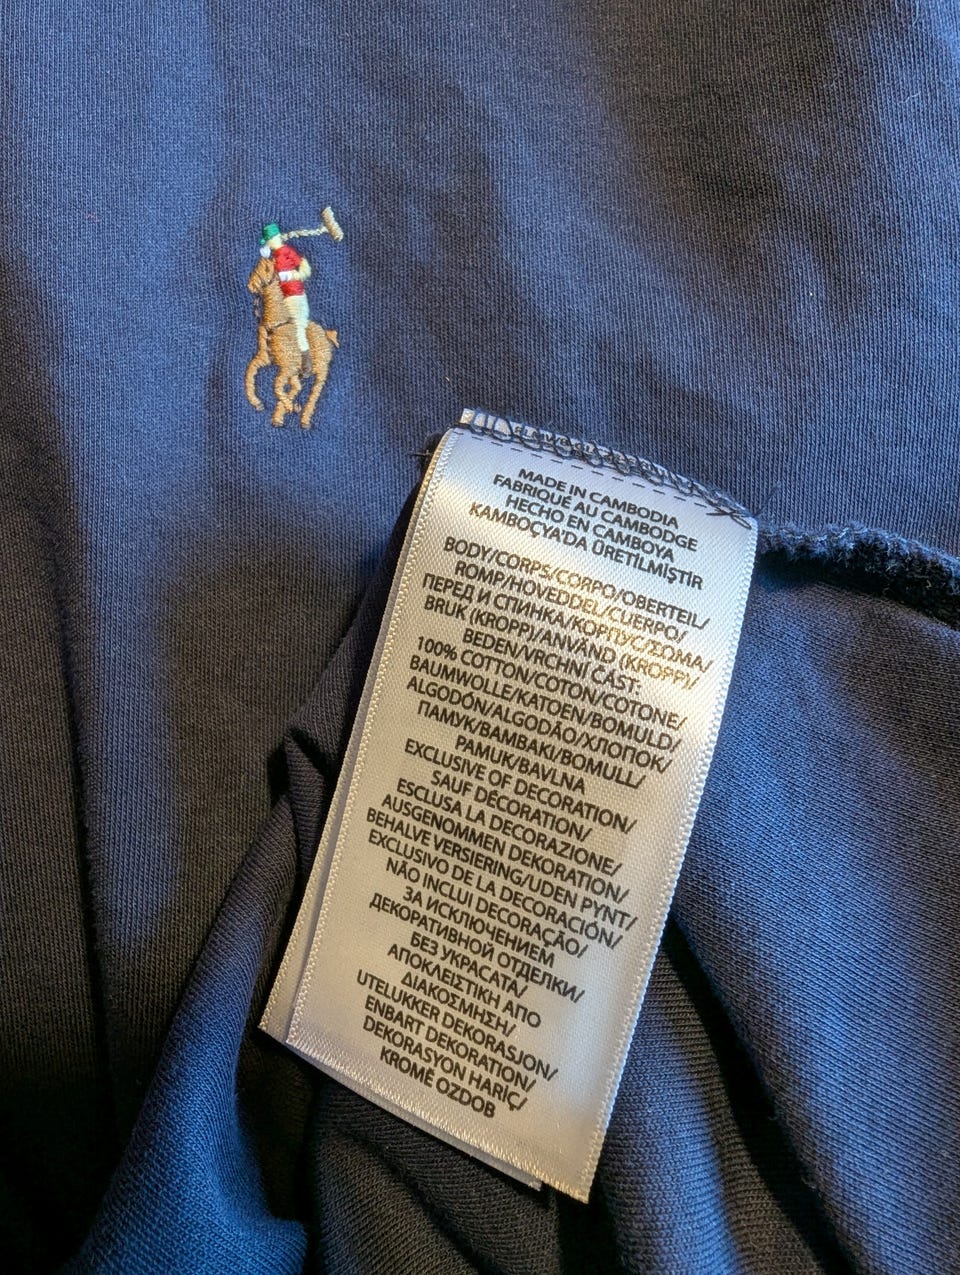 MADE IN CAMBODIA
FABRIQUÉ AU CAMBODGE
HECHO EN CAMBOYA
KAMBOÇYA'DA ÜRETİLMİŞTİR
BODY/CORPS/CORPO/OBERTEIL/
ROMP/HOVEDDEL/CUERPO/
ПЕРЕД И СПИНКА/КОРПУС/ΣΩΜΑ/
BRUK (KROPP)/ANVÄND (KROPP)/
BEDEN/VRCHNÍ ČÁST:
100% COTTON/COTON/COTONE/
BAUMWOLLE/KATOEN/BOMULD/
ALGODÓN/ALGODÃO/ХЛОПОК/
ПАМУК/BAMBAKI/BOMULL/
PAMUK/BAVLNA
EXCLUSIVE OF DECORATION/
SAUF DÉCORATION/
ESCLUSA LA DECORAZIONE/
AUSGENOMMEN DEKORATION/
BEHALVE VERSIERING/UDEN PYNT/
EXCLUSIVO DE LA DECORACIÓN/
NÃO INCLUI DECORAÇÃO/
ЗА ИСКЛЮЧЕНИЕМ
ДЕКОРАТИВНОЙ ОТДЕЛКИ/
БЕЗ УКРАСАТА/
ΑΠΟΚΛΕΙΣΤΙΚΗ ΑΠΟ
ΔΙΑΚΟΣΜΗΣΗ/
UTELUKKER DEKORASJON/
ENBART DEKORATION/
DEKORASYON HARİÇ/
KROMĚ OZDOB